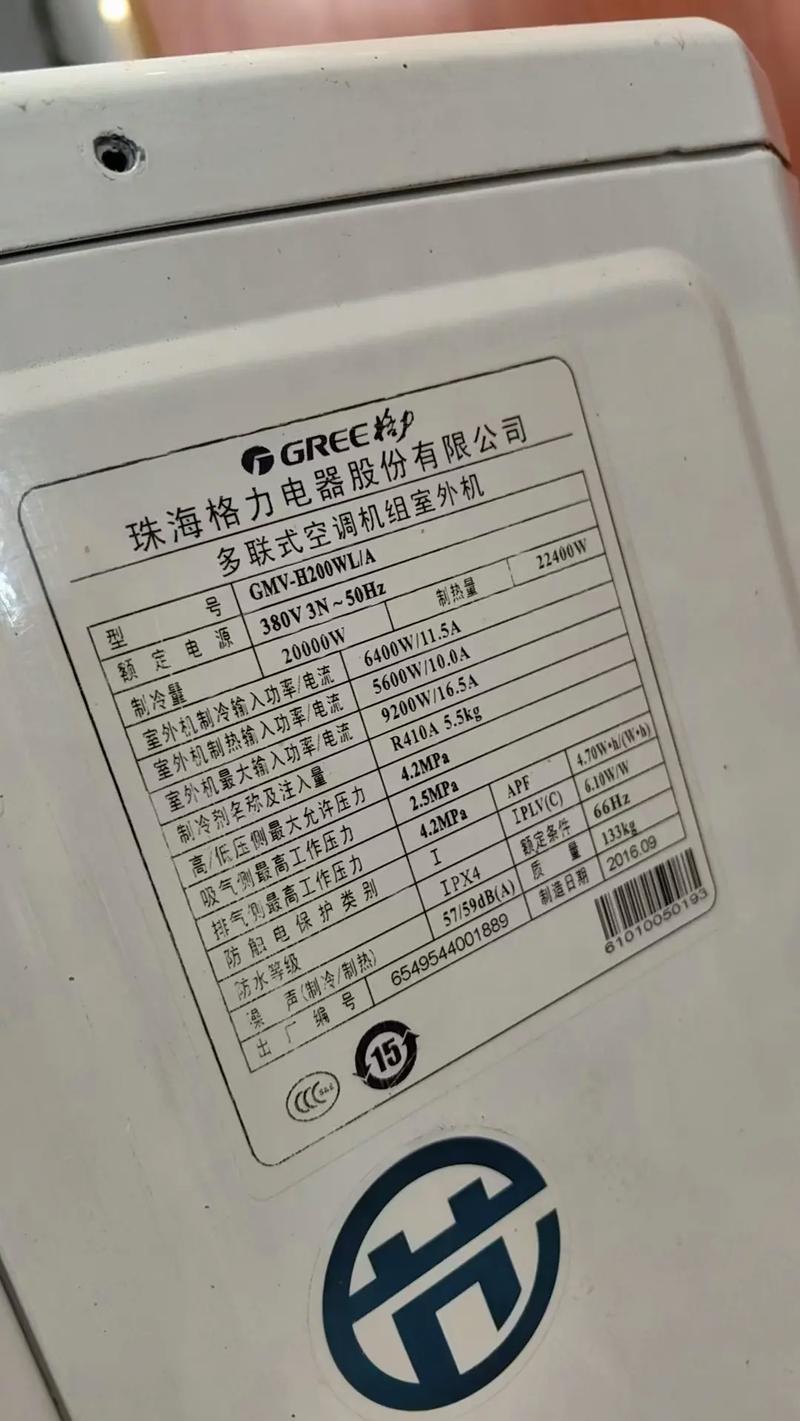 GREE 格力
珠海格力电器股份有限公司
多联式空调机组室外机
型 号 GMV-H200WL/A
额定电源 380V 3N~50Hz
制冷量 20000W 制热量 22400W
室外机制冷输入功率/电流 6400W/11.5A
室外机制热输入功率/电流 5600W/10.0A
室外机最大输入功率/电流 9200W/16.5A
制冷剂名称及注入量 R410A 5.5kg
高/低压侧最大允许压力 4.2MPa
吸气侧最高工作压力 2.5MPa APF 4.70W•h/(W•h)
排气侧最高工作压力 4.2MPa IPLV(C) 6.10W/W
防触电保护类别 I 额定条件 66Hz
防水等级 IPX4 质 量 133kg
噪 声(制冷/制热) 57/59dB(A) 制造日期 2016.09
出厂编号 6549544001889
61010050193
CCC
15